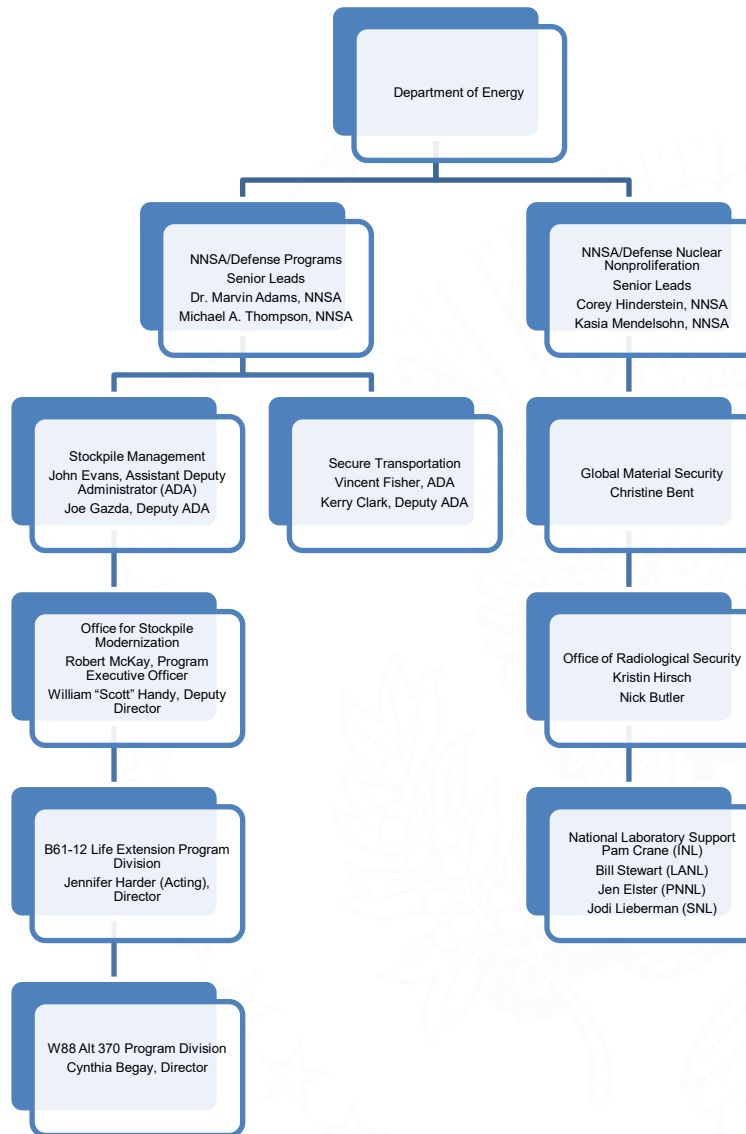 Department of Energy
NNSA/Defense Programs
Senior Leads
Dr. Marvin Adams, NNSA
Michael A. Thompson, NNSA
NNSA/Defense Nuclear
Nonproliferation
Senior Leads
Corey Hinderstein, NNSA
Kasia Mendelsohn, NNSA
Stockpile Management
John Evans, Assistant Deputy
Administrator (ADA)
Joe Gazda, Deputy ADA
Secure Transportation
Vincent Fisher, ADA
Kerry Clark, Deputy ADA
Global Material Security
Christine Bent
Office for Stockpile
Modernization
Robert McKay, Program
Executive Officer
William “Scott” Handy, Deputy
Director
Office of Radiological Security
Kristin Hirsch
Nick Butler
B61-12 Life Extension Program
Division
Jennifer Harder (Acting),
Director
National Laboratory Support
Pam Crane (INL)
Bill Stewart (LANL)
Jen Elster (PNNL)
Jodi Lieberman (SNL)
W88 Alt 370 Program Division
Cynthia Begay, Director